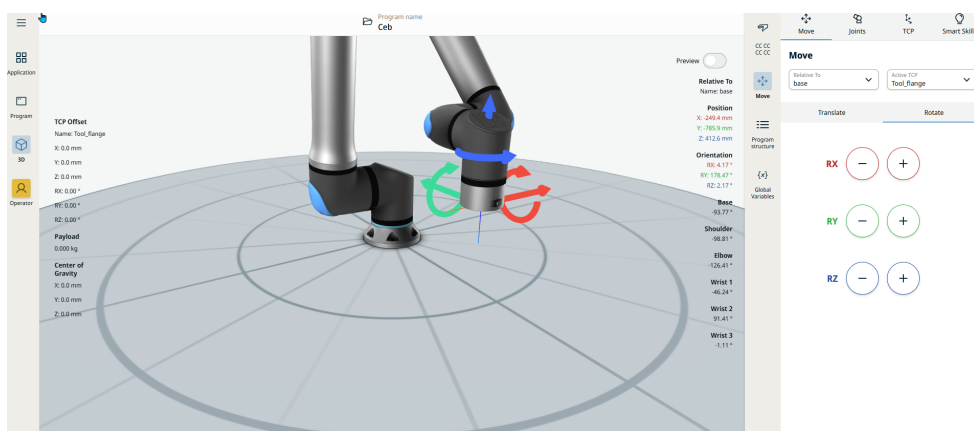 Program name
Ceb
Application
Program
3D
Operator
TCP Offset
Name: Tool_flange
X: 0.0 mm
Y: 0.0 mm
Z: 0.0 mm
RX: 0.00 °
RY: 0.00 °
RZ: 0.00 °
Payload
0.000 kg
Center of
Gravity
X: 0.0 mm
Y: 0.0 mm
Z: 0.0 mm
Preview
Relative To
Name: base
Position
X: -249.4 mm
Y: -785.9 mm
Z: 412.6 mm
Orientation
RX: 4.17 °
RY: 178.47 °
RZ: 2.17 °
Base
-93.77 °
Shoulder
-98.81 °
Elbow
-126.41 °
Wrist 1
-46.24 °
Wrist 2
91.41 °
Wrist 3
-1.11 °
CC CC
CC CC
Move
Program
structure
{x}
Global
Variables
Move
Joints
TCP
Smart Skill
Move
Relative To
base
Active TCP
Tool_flange
Translate
Rotate
RX − +
RY − +
RZ − +